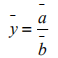 ȳ = ā / b̄